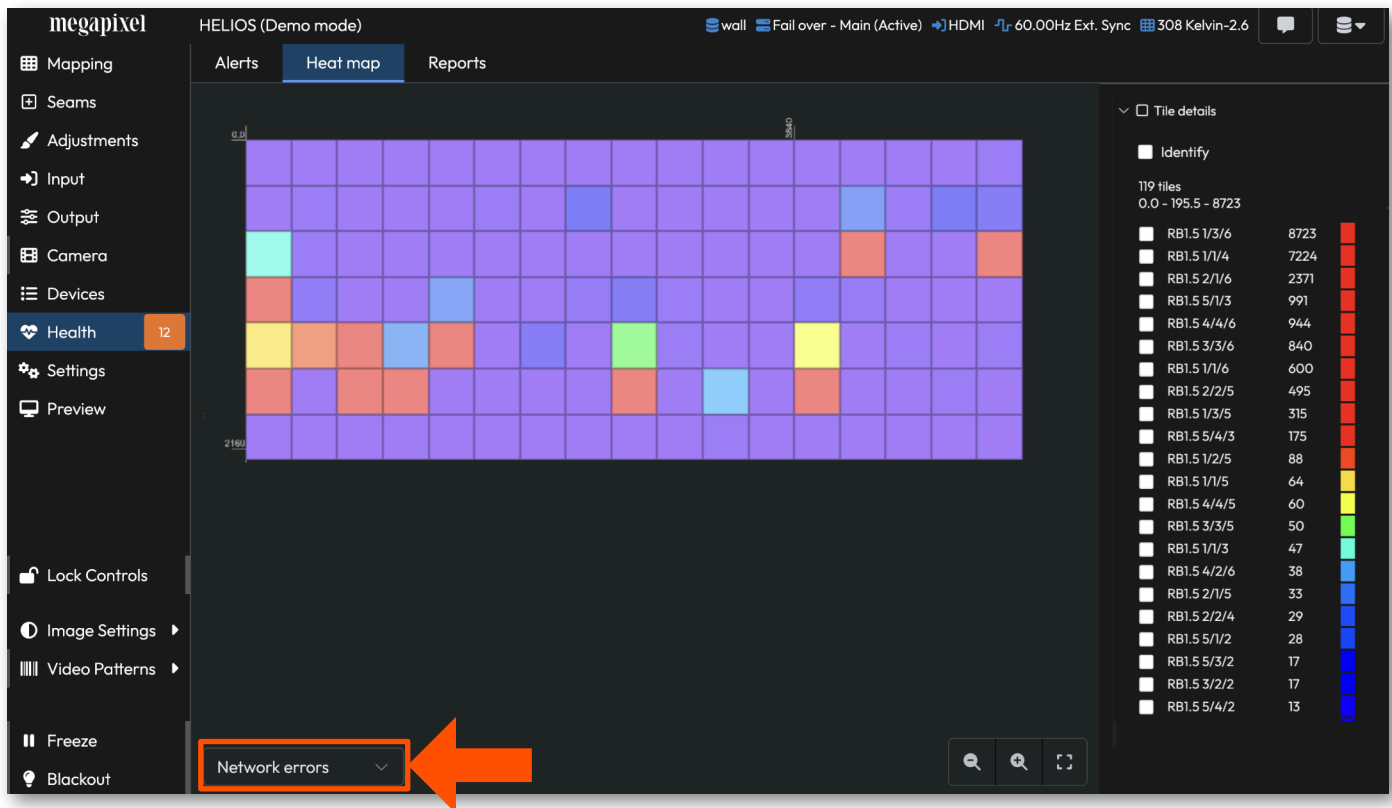 megapixel
HELIOS (Demo mode)
wall Fail over - Main (Active) HDMI 60.00Hz Ext. Sync 308 Kelvin-2.6
Alerts Heat map Reports
Mapping
Seams
Adjustments
Input
Output
Camera
Devices
Health 12
Settings
Preview
Lock Controls
Image Settings
Video Patterns
Freeze
Blackout
0,0
3840
2160
Network errors
Tile details
Identify
119 tiles
0.0 - 195.5 - 8723
RB1.5 1/3/6 8723
RB1.5 1/1/4 7224
RB1.5 2/1/6 2371
RB1.5 5/1/3 991
RB1.5 4/4/6 944
RB1.5 3/3/6 840
RB1.5 1/1/6 600
RB1.5 2/2/5 495
RB1.5 1/3/5 315
RB1.5 5/4/3 175
RB1.5 1/2/5 88
RB1.5 1/1/5 64
RB1.5 4/4/5 60
RB1.5 3/3/5 50
RB1.5 1/1/3 47
RB1.5 4/2/6 38
RB1.5 2/1/5 33
RB1.5 2/2/4 29
RB1.5 5/1/2 28
RB1.5 5/3/2 17
RB1.5 3/2/2 17
RB1.5 5/4/2 13